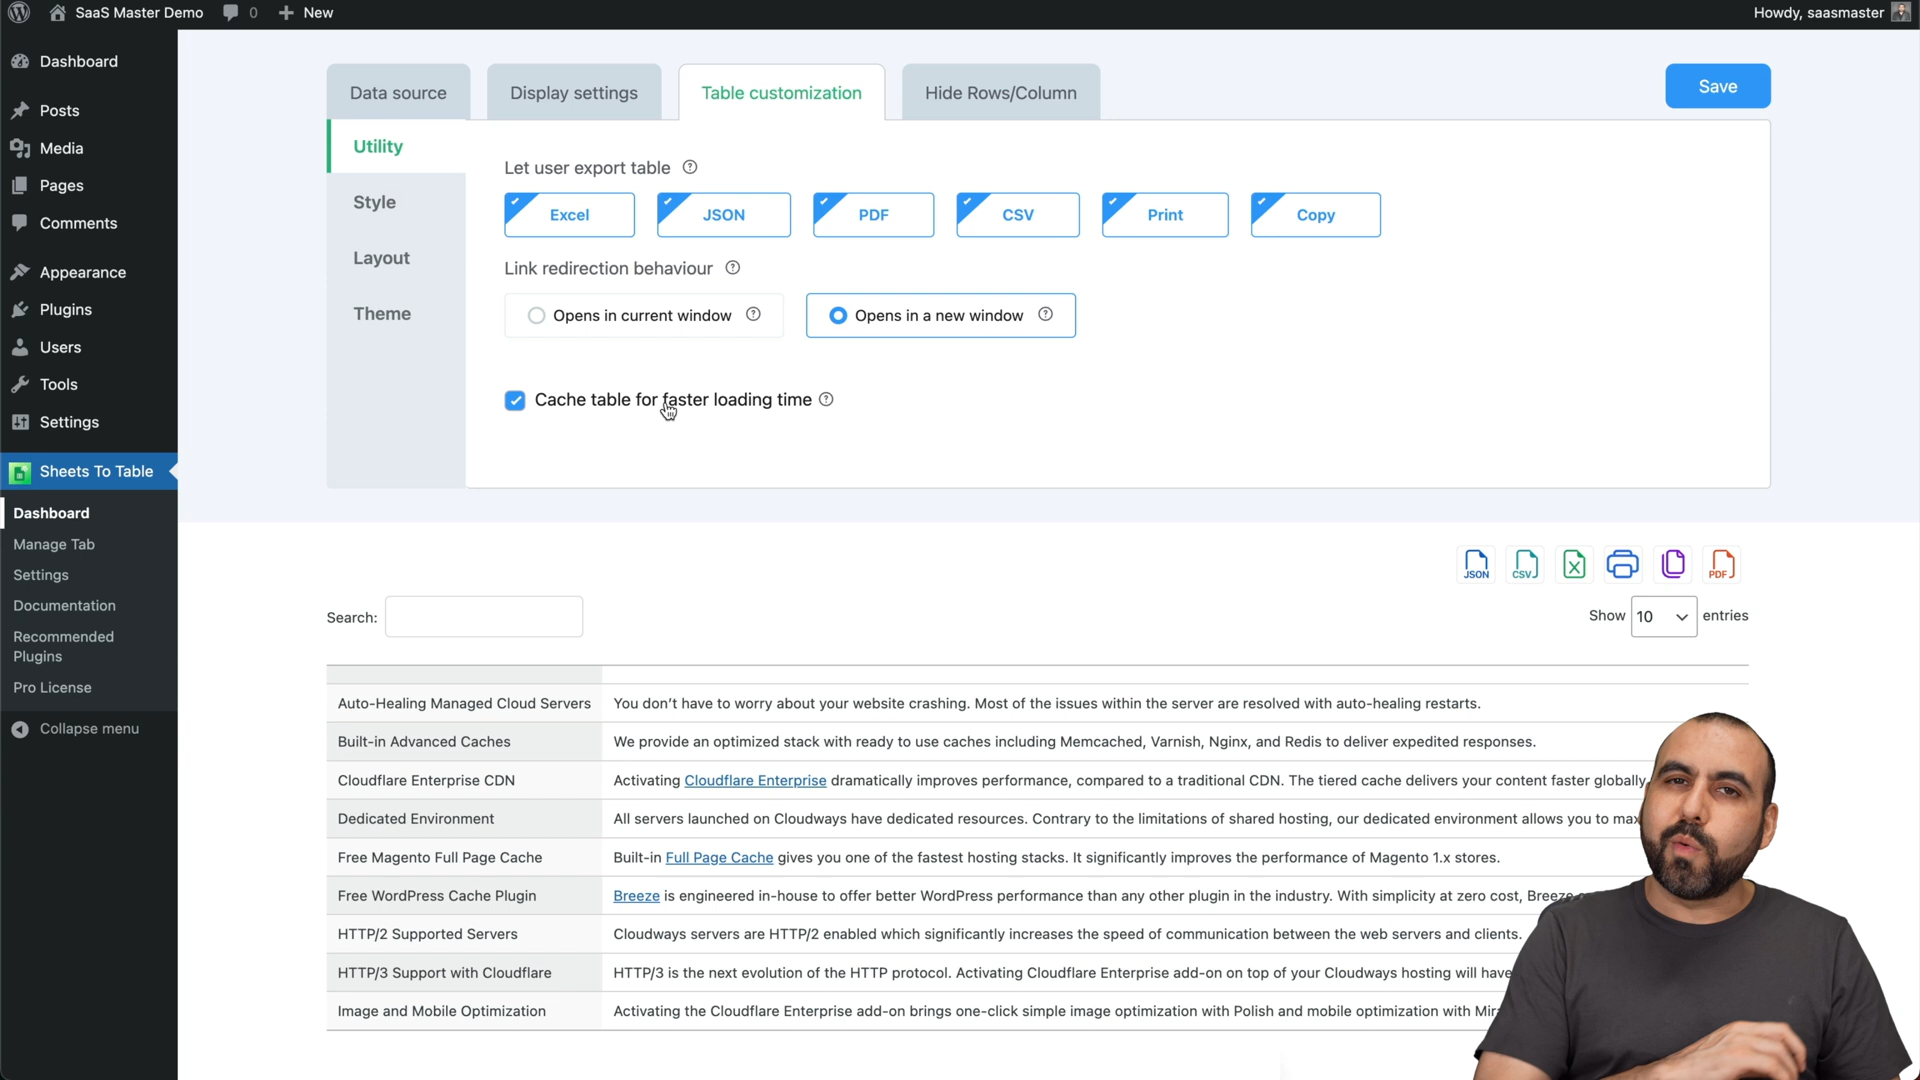 SaaS Master Demo 0 New Howdy, saasmaster
Dashboard
Posts
Media
Pages
Comments
Appearance
Plugins
Users
Tools
Settings
Sheets To Table
Dashboard
Manage Tab
Settings
Documentation
Recommended
Plugins
Pro License
Collapse menu
Data source Display settings Table customization Hide Rows/Column Save
Utility
Style
Layout
Theme
Let user export table ?
Excel JSON PDF CSV Print Copy
Link redirection behaviour ?
Opens in current window ? Opens in a new window ?
Cache table for faster loading time ?
JSON CSV X PDF
Search: Show 10 entries
Auto-Healing Managed Cloud Servers You don't have to worry about your website crashing. Most of the issues within the server are resolved with auto-healing restarts.
Built-in Advanced Caches We provide an optimized stack with ready to use caches including Memcached, Varnish, Nginx, and Redis to deliver expedited responses.
Cloudflare Enterprise CDN Activating Cloudflare Enterprise dramatically improves performance, compared to a traditional CDN. The tiered cache delivers your content faster globally
Dedicated Environment All servers launched on Cloudways have dedicated resources. Contrary to the limitations of shared hosting, our dedicated environment allows you to
Free Magento Full Page Cache Built-in Full Page Cache gives you one of the fastest hosting stacks. It significantly improves the performance of Magento 1.x stores.
Free WordPress Cache Plugin Breeze is engineered in-house to offer better WordPress performance than any other plugin in the industry. With simplicity at zero cost, Breeze
HTTP/2 Supported Servers Cloudways servers are HTTP/2 enabled which significantly increases the speed of communication between the web servers and clients.
HTTP/3 Support with Cloudflare HTTP/3 is the next evolution of the HTTP protocol. Activating Cloudflare Enterprise add-on on top of your Cloudways hosting will have
Image and Mobile Optimization Activating the Cloudflare Enterprise add-on brings one-click simple image optimization with Polish and mobile optimization with